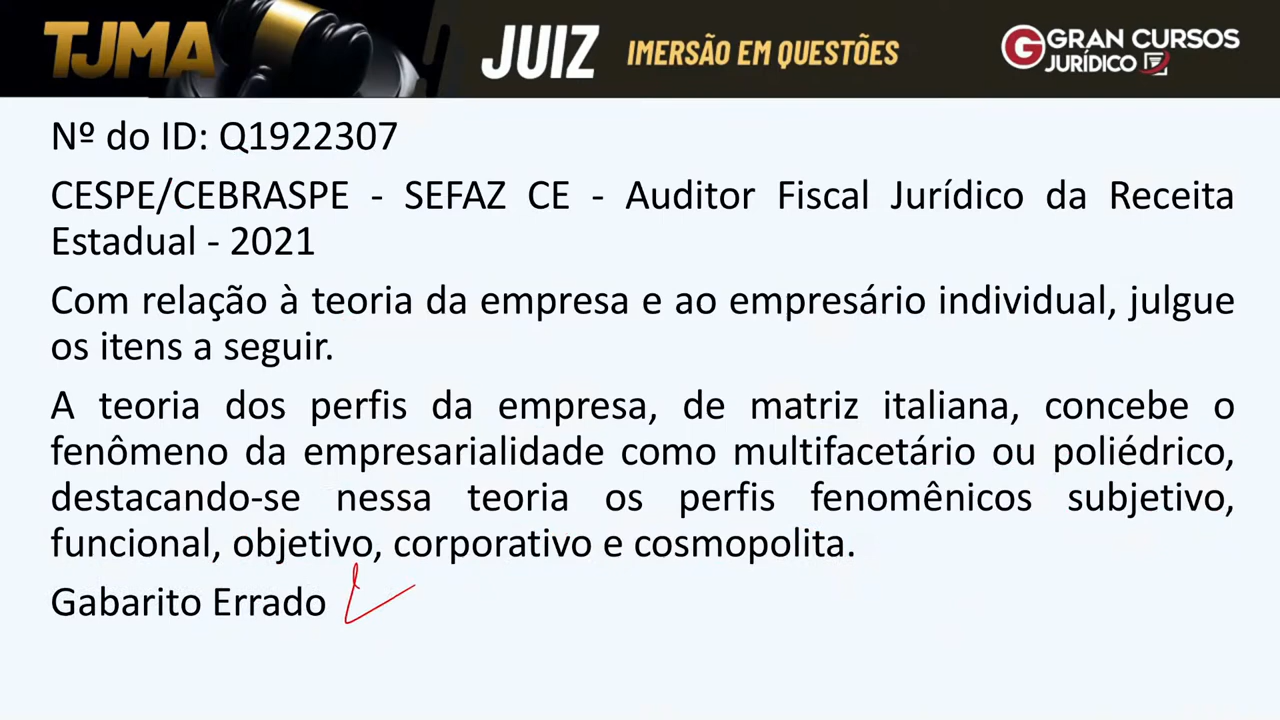 TJMA
JUIZ IMERSÃO EM QUESTÕES
GRAN CURSOS
JURÍDICO
Nº do ID: Q1922307
CESPE/CEBRASPE - SEFAZ CE - Auditor Fiscal Jurídico da Receita
Estadual - 2021
Com relação à teoria da empresa e ao empresário individual, julgue
os itens a seguir.
A teoria dos perfis da empresa, de matriz italiana, concebe o
fenômeno da empresarialidade como multifacetário ou poliédrico,
destacando-se nessa teoria os perfis fenomênicos subjetivo,
funcional, objetivo, corporativo e cosmopolita.
Gabarito Errado